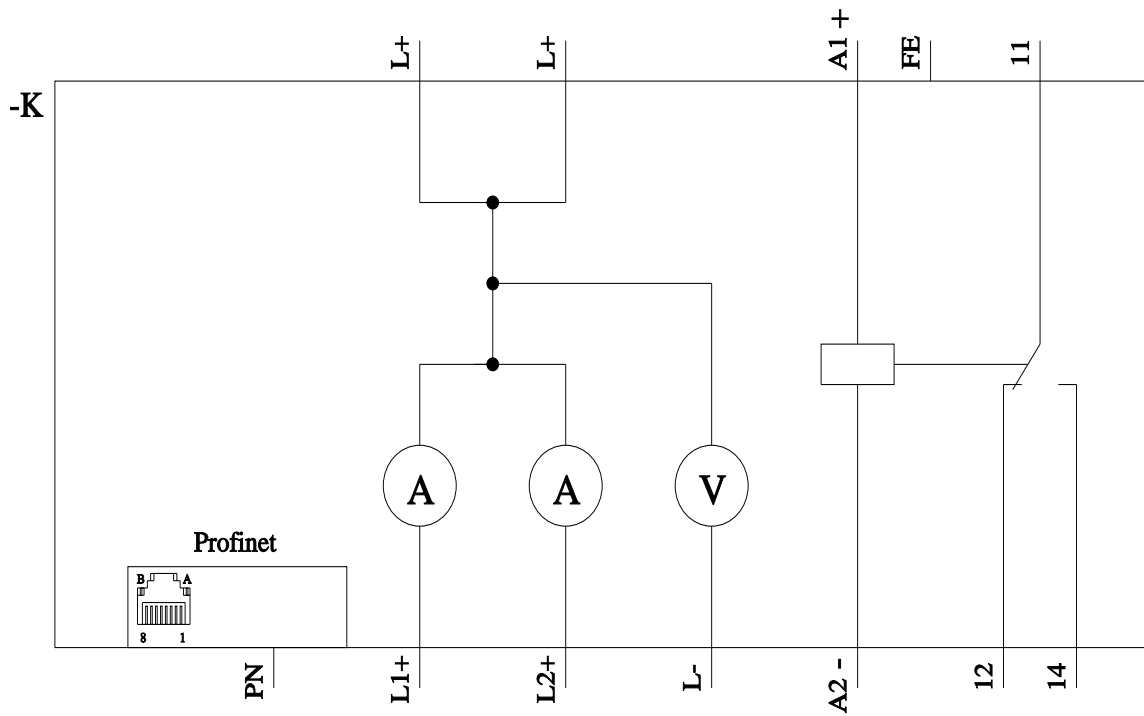 L+
L+
A1 +
FE
11
-K
A
A
V
Profinet
B
A
8
1
PN
L1+
L2+
L-
A2 -
12
14